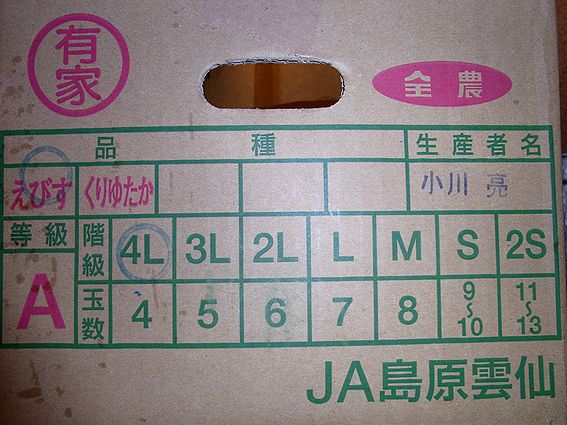 有家
全農
品種 生産者名
えびす くりゆたか 小川 亮
等級 階級 4L 3L 2L L M S 2S
A 玉数 4 5 6 7 8 9~10 11~13
JA島原雲仙